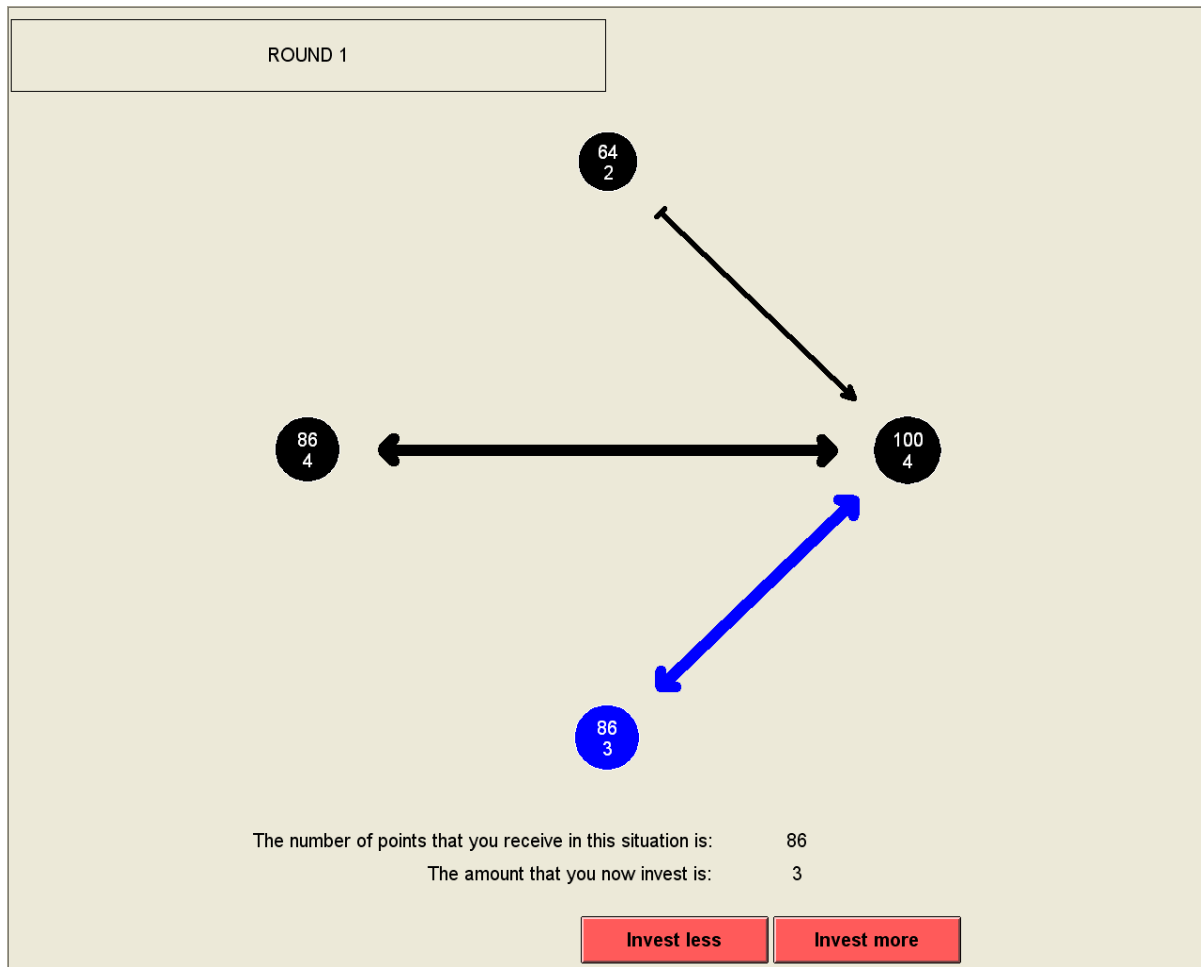 ROUND 1
64
2
86
4
100
4
86
3
The number of points that you receive in this situation is: 86
The amount that you now invest is: 3
Invest less
Invest more